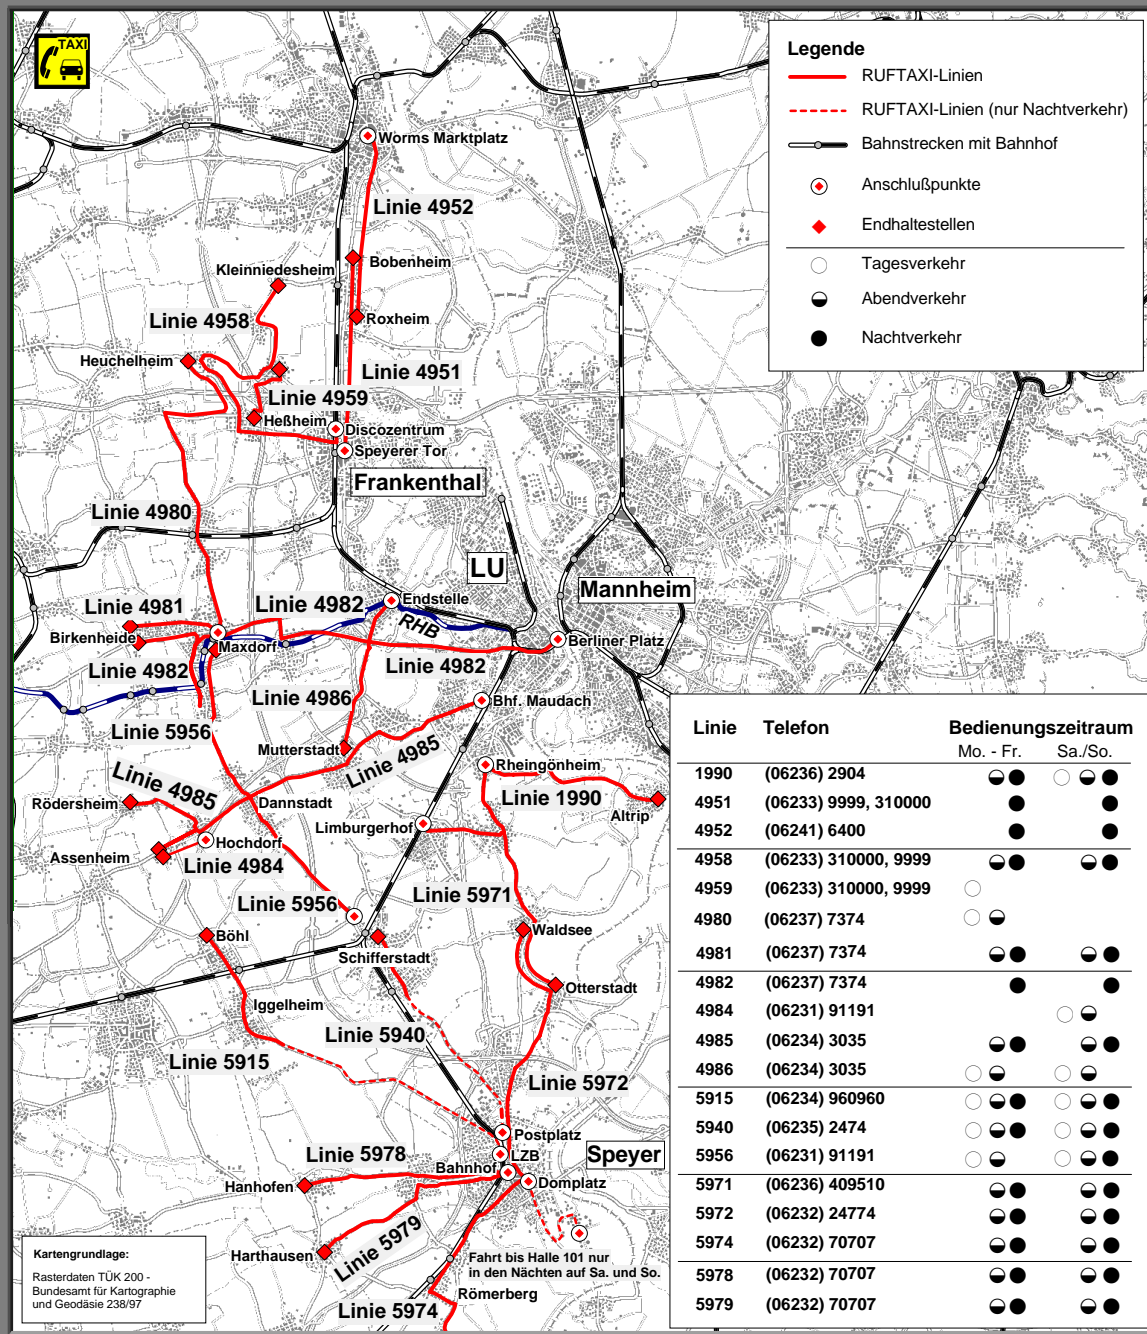 TAXI
Legende
RUFTAXI-Linien
RUFTAXI-Linien (nur Nachtverkehr)
Bahnstrecken mit Bahnhof
Anschlußpunkte
Endhaltestellen
Tagesverkehr
Abendverkehr
Nachtverkehr
Worms Marktplatz
Linie 4952
Bobenheim
Kleinniedesheim
Roxheim
Linie 4958
Heuchelheim
Linie 4951
Linie 4959
Heßheim
Discozentrum
Speyerer Tor
Frankenthal
Linie 4980
LU
Mannheim
Endstelle
Linie 4981
Linie 4982
RHB
Birkenheide
Maxdorf
Berliner Platz
Linie 4982
Linie 4982
Linie 4986
Bhf. Maudach
Linie 5956
Mutterstadt
Linie 4985
Rheingönheim
Linie 4985
Linie 1990
Rödersheim
Dannstadt
Altrip
Limburgerhof
Hochdorf
Assenheim
Linie 4984
Linie 5971
Linie 5956
Waldsee
Böhl
Schifferstadt
Otterstadt
Iggelheim
Linie 5940
Linie 5915
Linie 5972
Postplatz
Speyer
Linie 5978
LZB
Bahnhof
Hanhofen
Domplatz
Linie 5979
Harthausen
Fahrt bis Halle 101 nur
in den Nächten auf Sa. und So.
Römerberg
Linie 5974
Kartengrundlage:
Rasterdaten TÜK 200 -
Bundesamt für Kartographie
und Geodäsie 238/97
Linie Telefon Bedienungszeitraum
Mo. - Fr. Sa./So.
1990 (06236) 2904
4951 (06233) 9999, 310000
4952 (06241) 6400
4958 (06233) 310000, 9999
4959 (06233) 310000, 9999
4980 (06237) 7374
4981 (06237) 7374
4982 (06237) 7374
4984 (06231) 91191
4985 (06234) 3035
4986 (06234) 3035
5915 (06234) 960960
5940 (06235) 2474
5956 (06231) 91191
5971 (06236) 409510
5972 (06232) 24774
5974 (06232) 70707
5978 (06232) 70707
5979 (06232) 70707